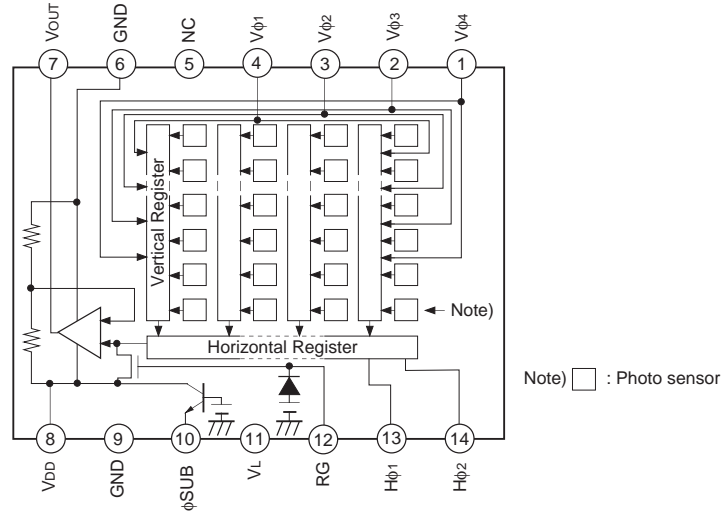 VOUT
GND
NC
Vφ1
Vφ2
Vφ3
Vφ4
7
6
5
4
3
2
1
Vertical Register
Note)
Horizontal Register
Note) : Photo sensor
8
9
10
11
12
13
14
VDD
GND
φSUB
VL
RG
Hφ1
Hφ2